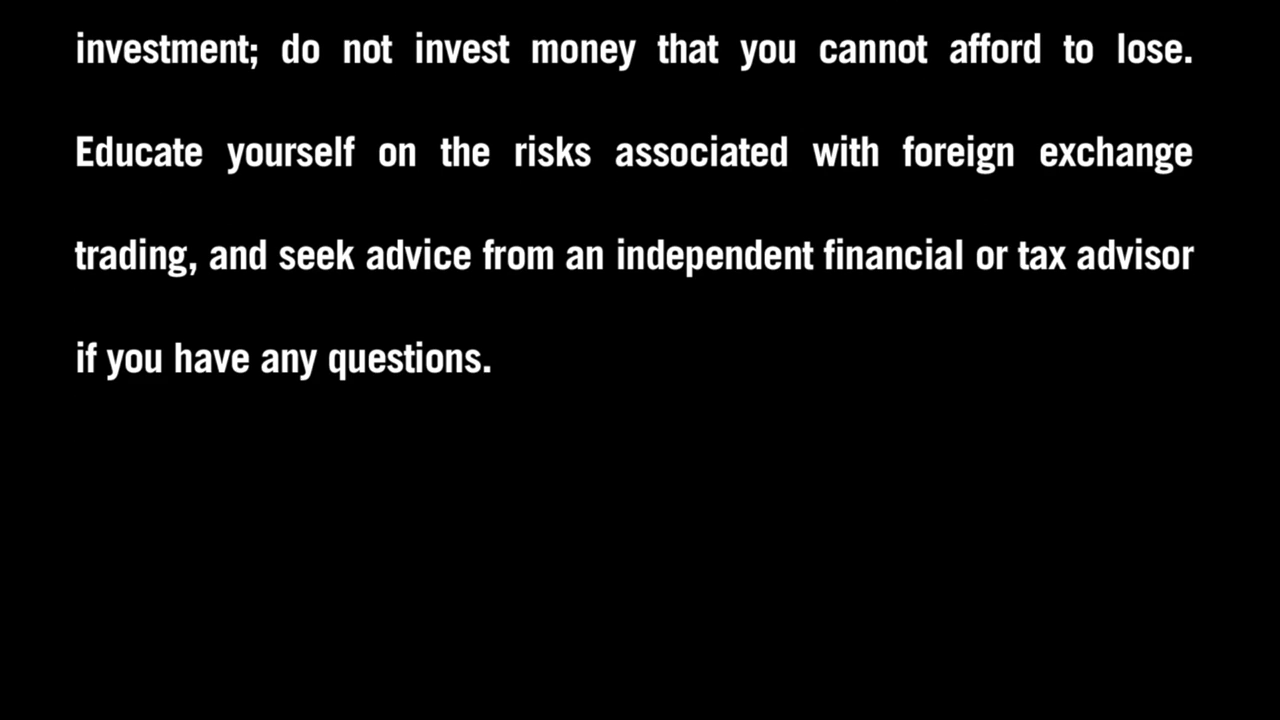 investment; do not invest money that you cannot afford to lose.
Educate yourself on the risks associated with foreign exchange
trading, and seek advice from an independent financial or tax advisor
if you have any questions.